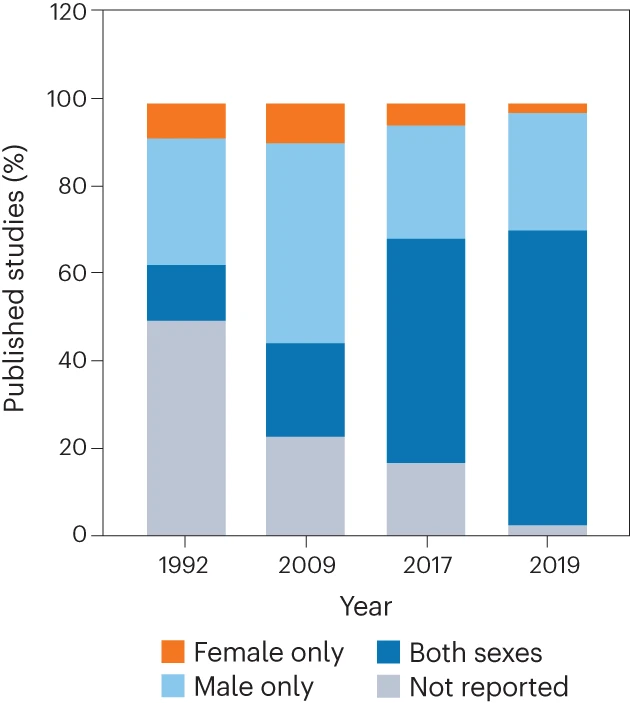 120
100
80
60
40
20
0
Published studies (%)
1992 2009 2017 2019
Year
Female only Both sexes
Male only Not reported